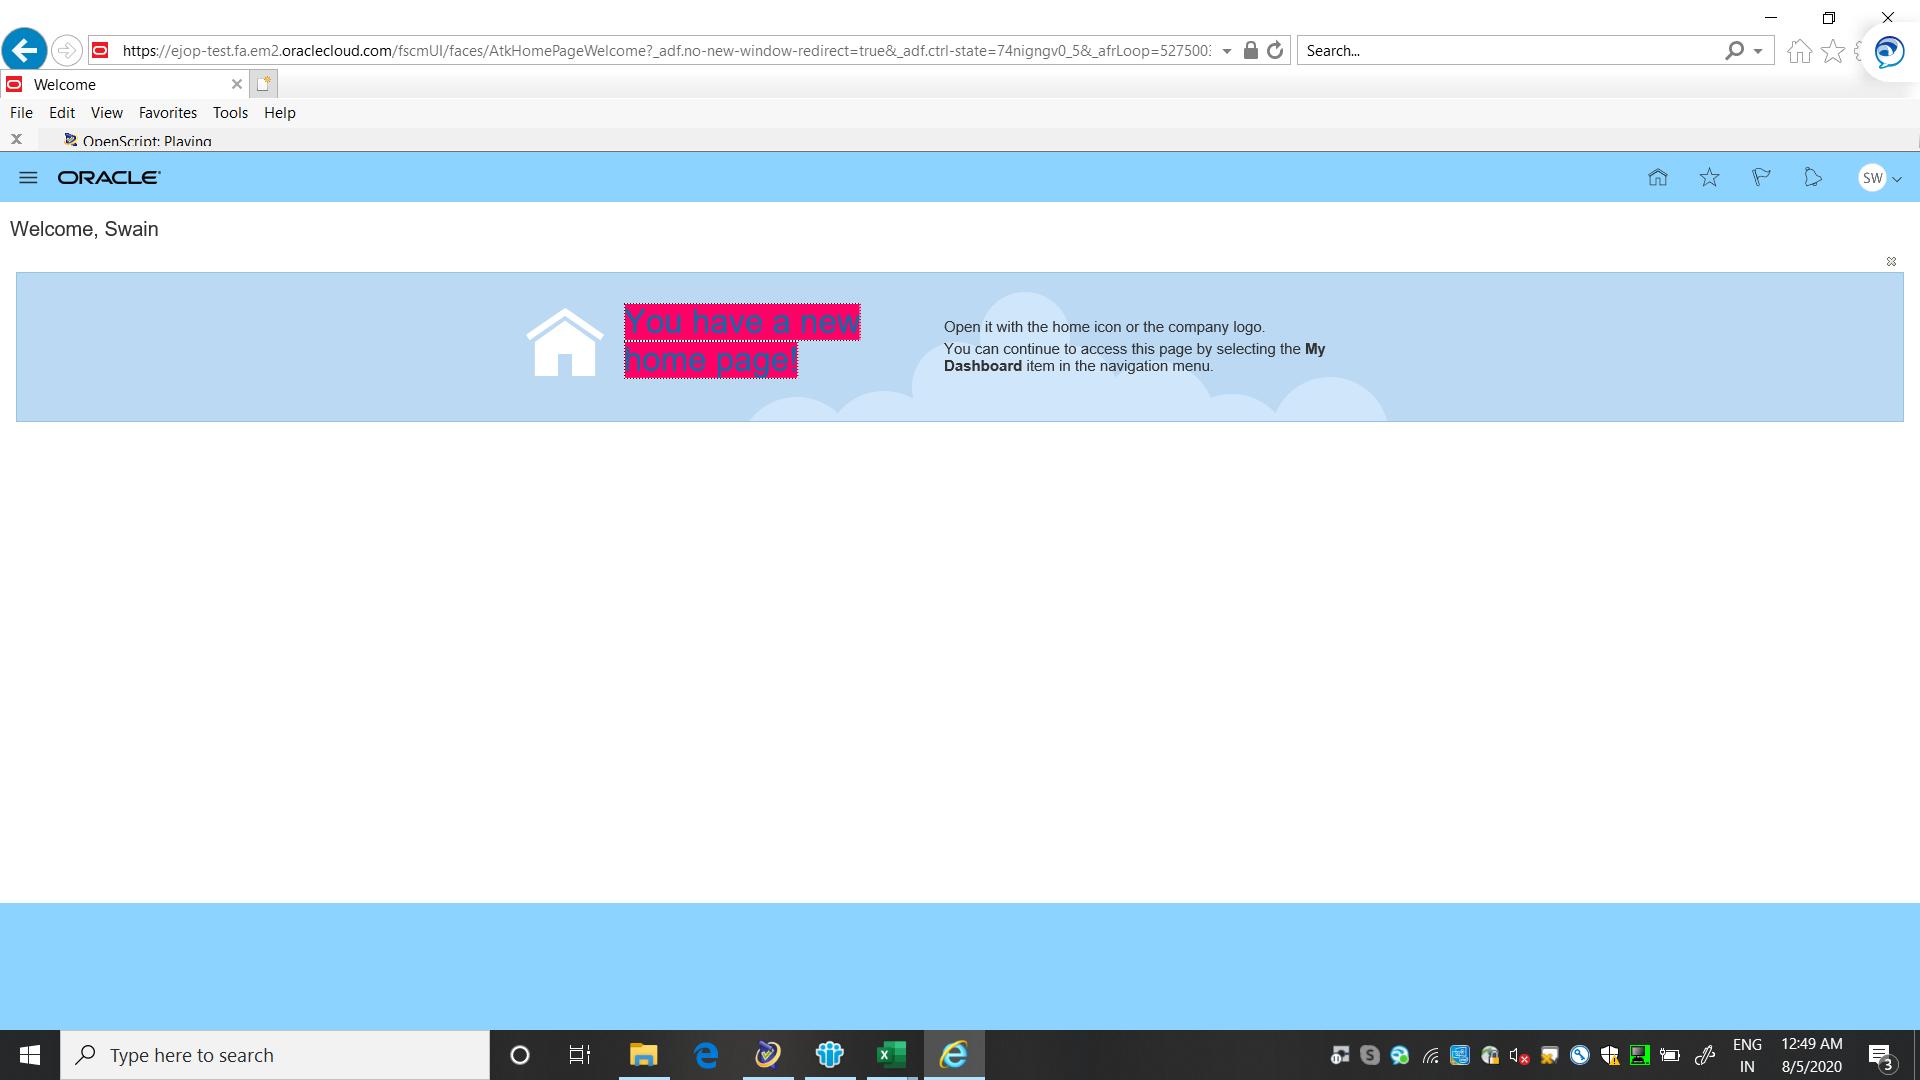 https://ejop-test.fa.em2.oraclecloud.com/fscmUI/faces/AtkHomePageWelcome?_adf.no-new-window-redirect=true&_adf.ctrl-state=74nigngv0_5&_afrLoop=5275003
Search...
Welcome
File Edit View Favorites Tools Help
OpenScript: Playing
ORACLE
SW
Welcome, Swain
You have a new
home page!
Open it with the home icon or the company logo.
You can continue to access this page by selecting the My
Dashboard item in the navigation menu.
Type here to search
ENG
IN
12:49 AM
8/5/2020
3